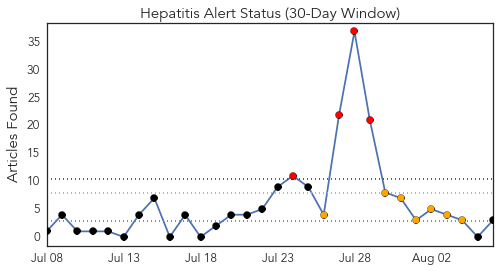 Hepatitis Alert Status (30-Day Window)
Articles Found
35
30
25
20
15
10
5
0
Jul 08 Jul 13 Jul 18 Jul 23 Jul 28 Aug 02